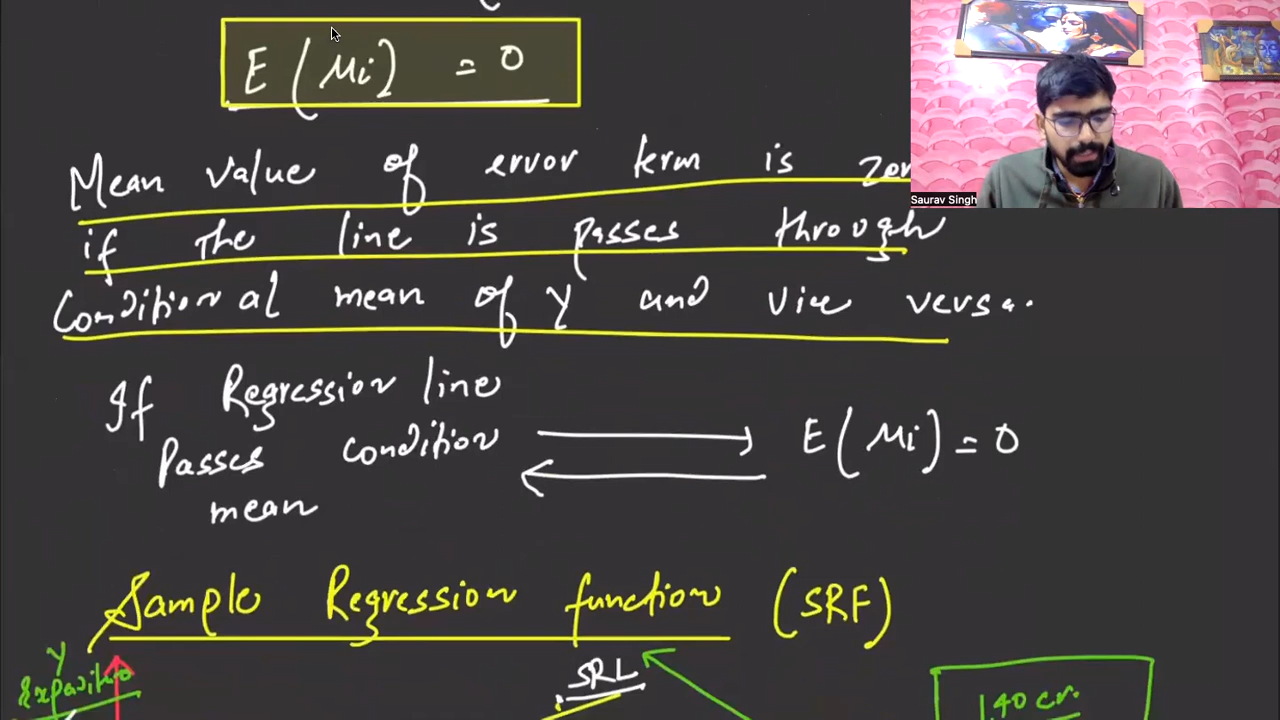 E (μi) = 0
Saurav Singh
Mean value of error term is zero
if the line is passes through
Conditional mean of Y and vice versa.
If Regression line
Passes condition
mean
E(μi) = 0
Sample Regression function (SRF)
Y
SRL
140 cr.